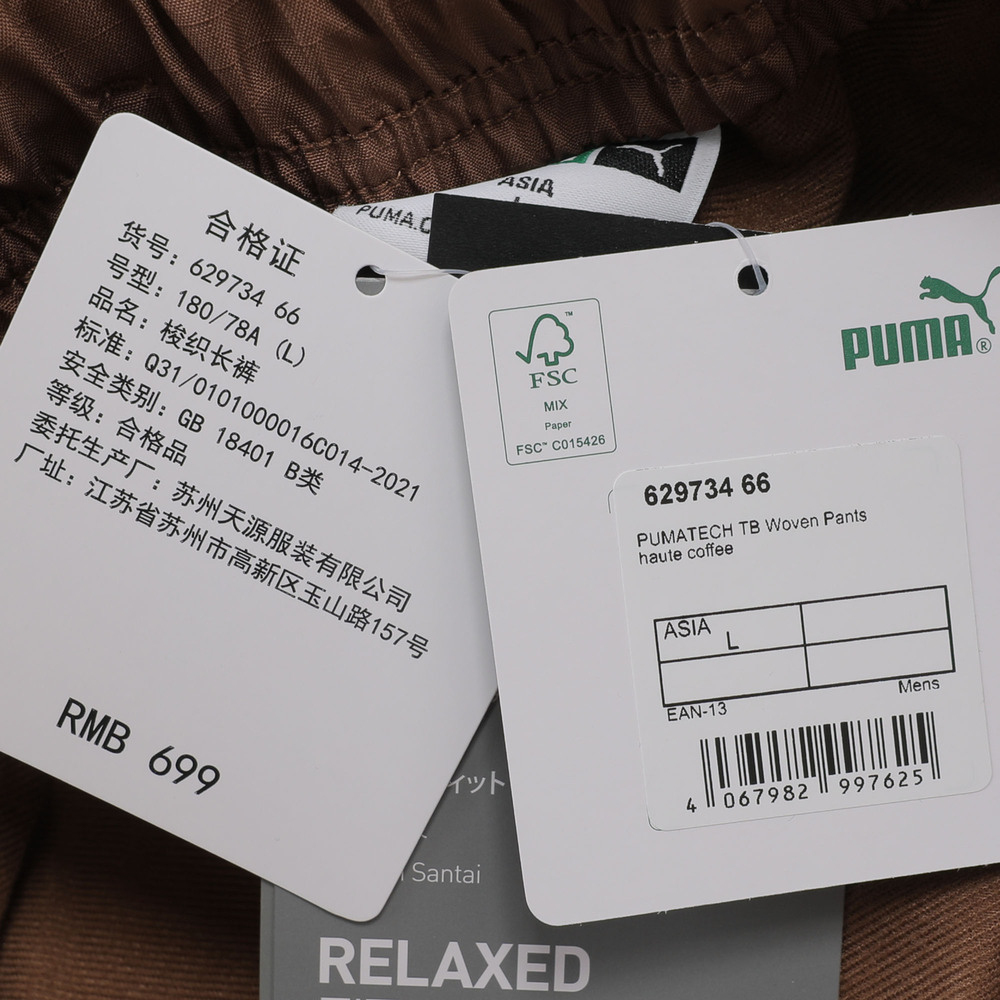 合格证
货号: 629734 66
号型: 180/78A (L)
品名: 梭织长裤
标准: Q31/0101000016C014-2021
安全类别: GB 18401 B类
等级: 合格品
委托生产厂: 苏州天源服装有限公司
厂址: 江苏省苏州市高新区玉山路157号
RMB 699
ASIA
PUMA.C
FSC™
MIX
Paper
FSC™ C015426
PUMA®
629734 66
PUMATECH TB Woven Pants
haute coffee
ASIA L
EAN-13 Mens
4 067982 997625
ィット
Santai
RELAXED